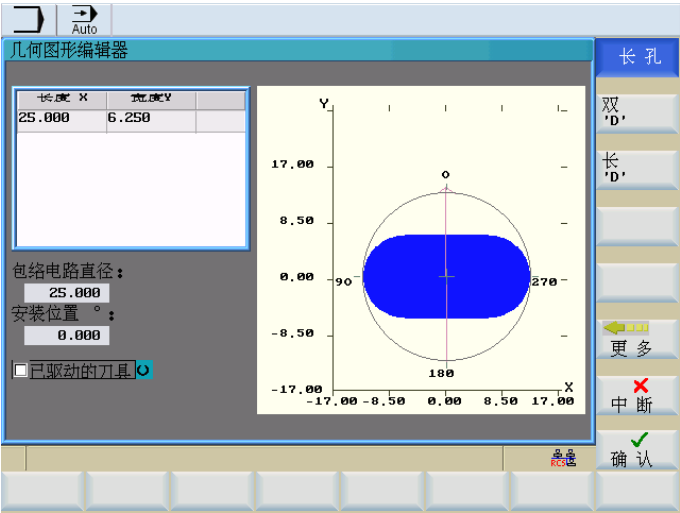 Auto
几何图形编辑器
长孔
长度 X 宽度Y
25.000 6.250
双
'D'
长
'D'
包络电路直径：
25.000
安装位置 °：
0.000
已驱动的刀具
Y
17.00
8.50
0.00
-8.50
-17.00
0
90
270
180
X
-17.00 -8.50 0.00 8.50 17.00
更多
中断
确认
RCS